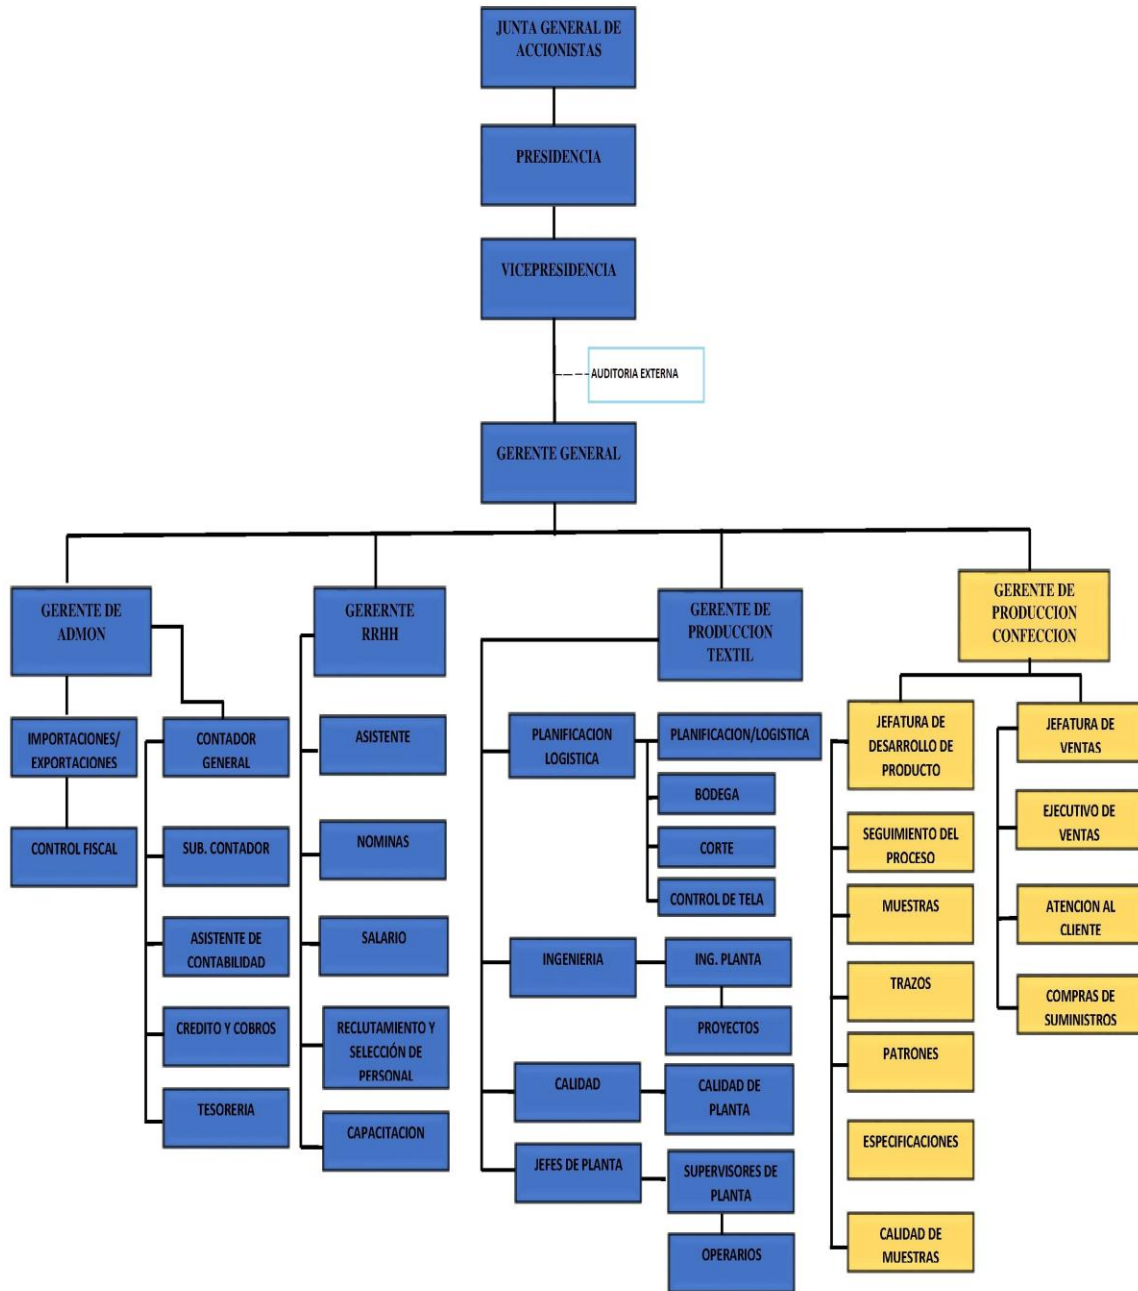 JUNTA GENERAL DE
ACCIONISTAS
PRESIDENCIA
VICEPRESIDENCIA
AUDITORIA EXTERNA
GERENTE GENERAL
GERENTE DE
ADMON
GERERNTE
RRHH
GERENTE DE
PRODUCCION
TEXTIL
GERENTE DE
PRODUCCION
CONFECCION
IMPORTACIONES/
EXPORTACIONES
CONTROL FISCAL
CONTADOR
GENERAL
SUB. CONTADOR
ASISTENTE DE
CONTABILIDAD
CREDITO Y COBROS
TESORERIA
ASISTENTE
NOMINAS
SALARIO
RECLUTAMIENTO Y
SELECCIÓN DE
PERSONAL
CAPACITACION
PLANIFICACION
LOGISTICA
PLANIFICACION/LOGISTICA
BODEGA
CORTE
CONTROL DE TELA
INGENIERIA
ING. PLANTA
PROYECTOS
CALIDAD
CALIDAD DE
PLANTA
JEFES DE PLANTA
SUPERVISORES DE
PLANTA
OPERARIOS
JEFATURA DE
DESARROLLO DE
PRODUCTO
SEGUIMIENTO DEL
PROCESO
MUESTRAS
TRAZOS
PATRONES
ESPECIFICACIONES
CALIDAD DE
MUESTRAS
JEFATURA DE
VENTAS
EJECUTIVO DE
VENTAS
ATENCION AL
CLIENTE
COMPRAS DE
SUMINISTROS